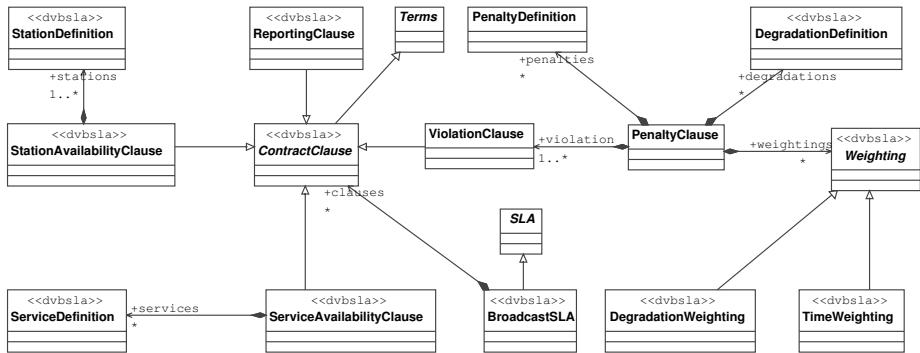 <<dvbsla>>
StationDefinition
<<dvbsla>>
ReportingClause
Terms
PenaltyDefinition
<<dvbsla>>
DegradationDefinition
+stations
1..*
+penalties
*
+degradations
*
<<dvbsla>>
StationAvailabilityClause
<<dvbsla>>
ContractClause
ViolationClause
+violation
1..*
PenaltyClause
+weightings
*
<<dvbsla>>
Weighting
+clauses
*
SLA
<<dvbsla>>
ServiceDefinition
+services
*
<<dvbsla>>
ServiceAvailabilityClause
<<dvbsla>>
BroadcastSLA
<<dvbsla>>
DegradationWeighting
<<dvbsla>>
TimeWeighting